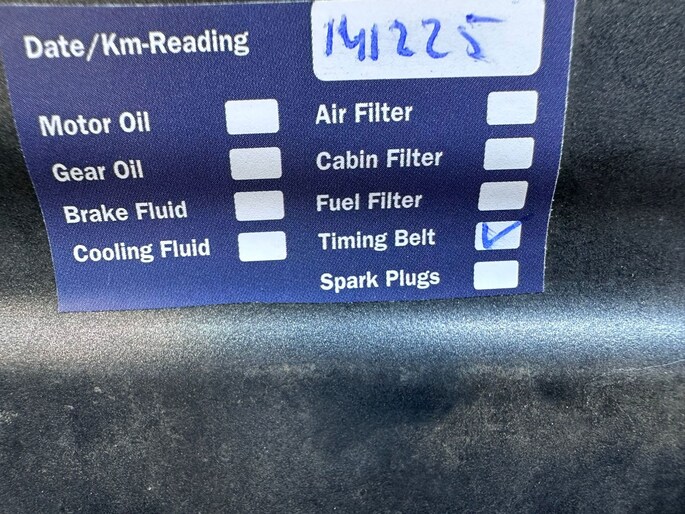 Date/Km-Reading 141225
Motor Oil Air Filter
Gear Oil Cabin Filter
Brake Fluid Fuel Filter
Cooling Fluid Timing Belt ✓
Spark Plugs